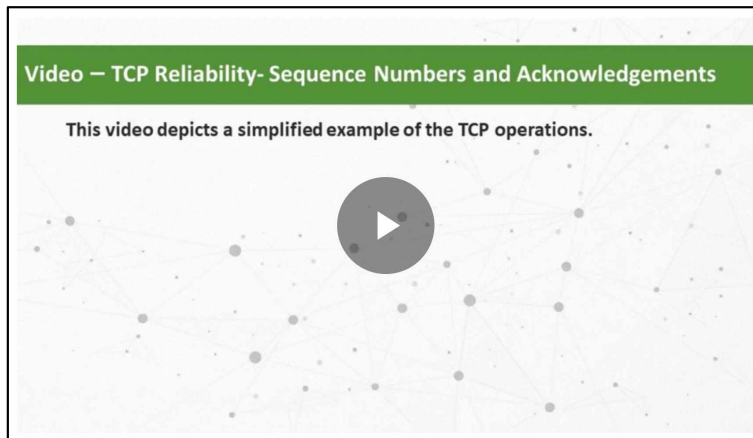 Video – TCP Reliability- Sequence Numbers and Acknowledgements
This video depicts a simplified example of the TCP operations.